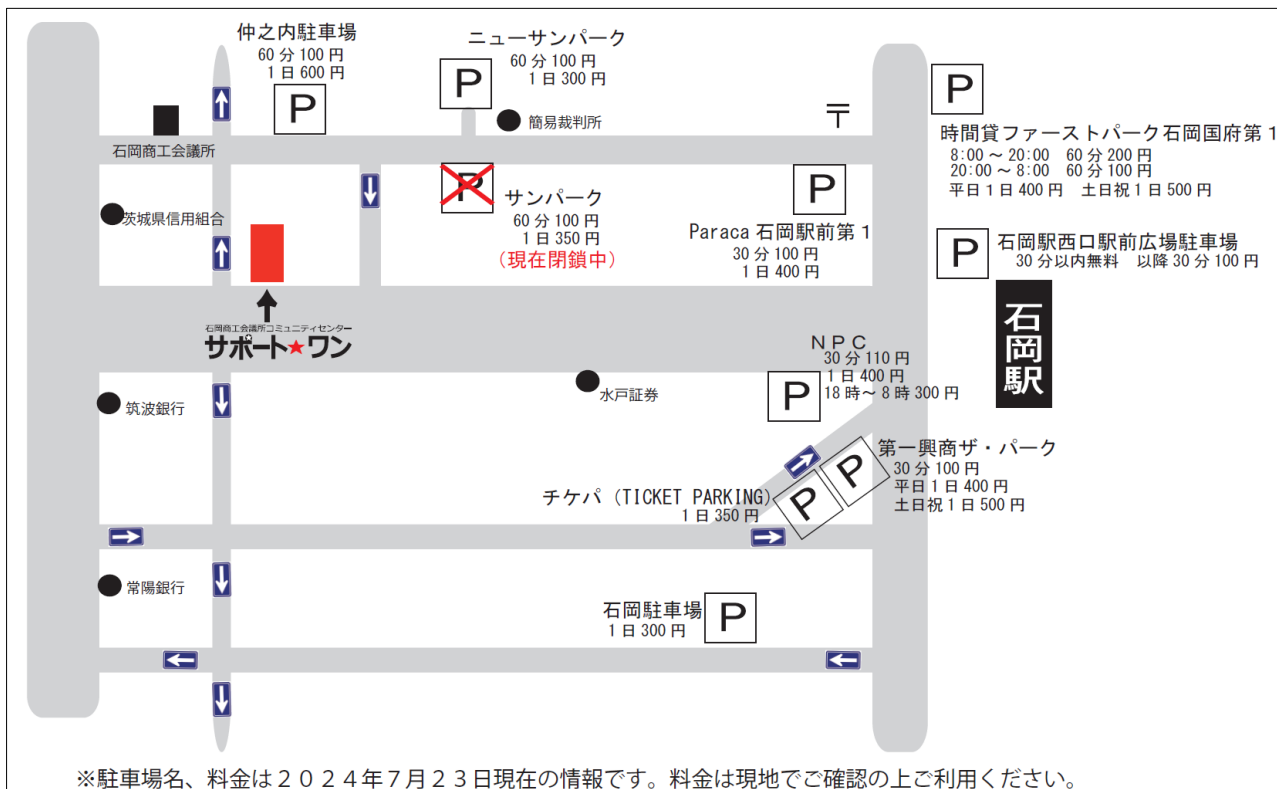 仲之内駐車場
60分100円
1日600円
P
ニューサンパーク
60分100円
1日300円
P
簡易裁判所
〒
P
時間貸ファーストパーク石岡国府第1
8:00～20:00　60分200円
20:00～8:00　60分100円
平日1日400円　土日祝1日500円
石岡商工会議所
P
サンパーク
60分100円
1日350円
(現在閉鎖中)
P
Paraca 石岡駅前第1
30分100円
1日400円
茨城県信用組合
P
石岡駅西口駅前広場駐車場
30分以内無料　以降30分100円
石岡駅
石岡商工会議所コミュニティセンター
サポート★ワン
NPC
30分110円
1日400円
18時～8時300円
P
水戸証券
筑波銀行
第一興商ザ・パーク
30分100円
平日1日400円
土日祝1日500円
P
チケパ (TICKET PARKING)
1日350円
P
常陽銀行
石岡駐車場
1日300円
P
※駐車場名、料金は２０２４年７月２３日現在の情報です。料金は現地でご確認の上ご利用ください。